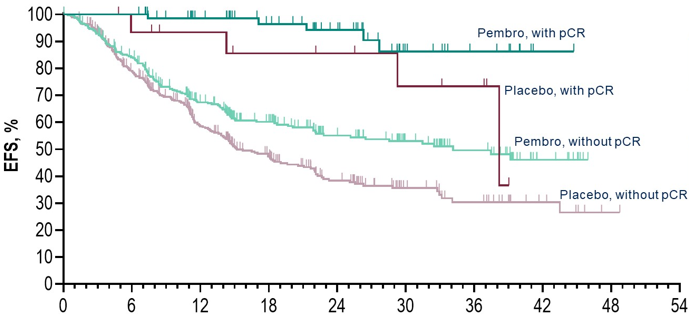 100
90
80
70
60
50
40
30
20
10
0
EFS, %
Pembro, with pCR
Placebo, with pCR
Pembro, without pCR
Placebo, without pCR
0 6 12 18 24 30 36 42 48 54